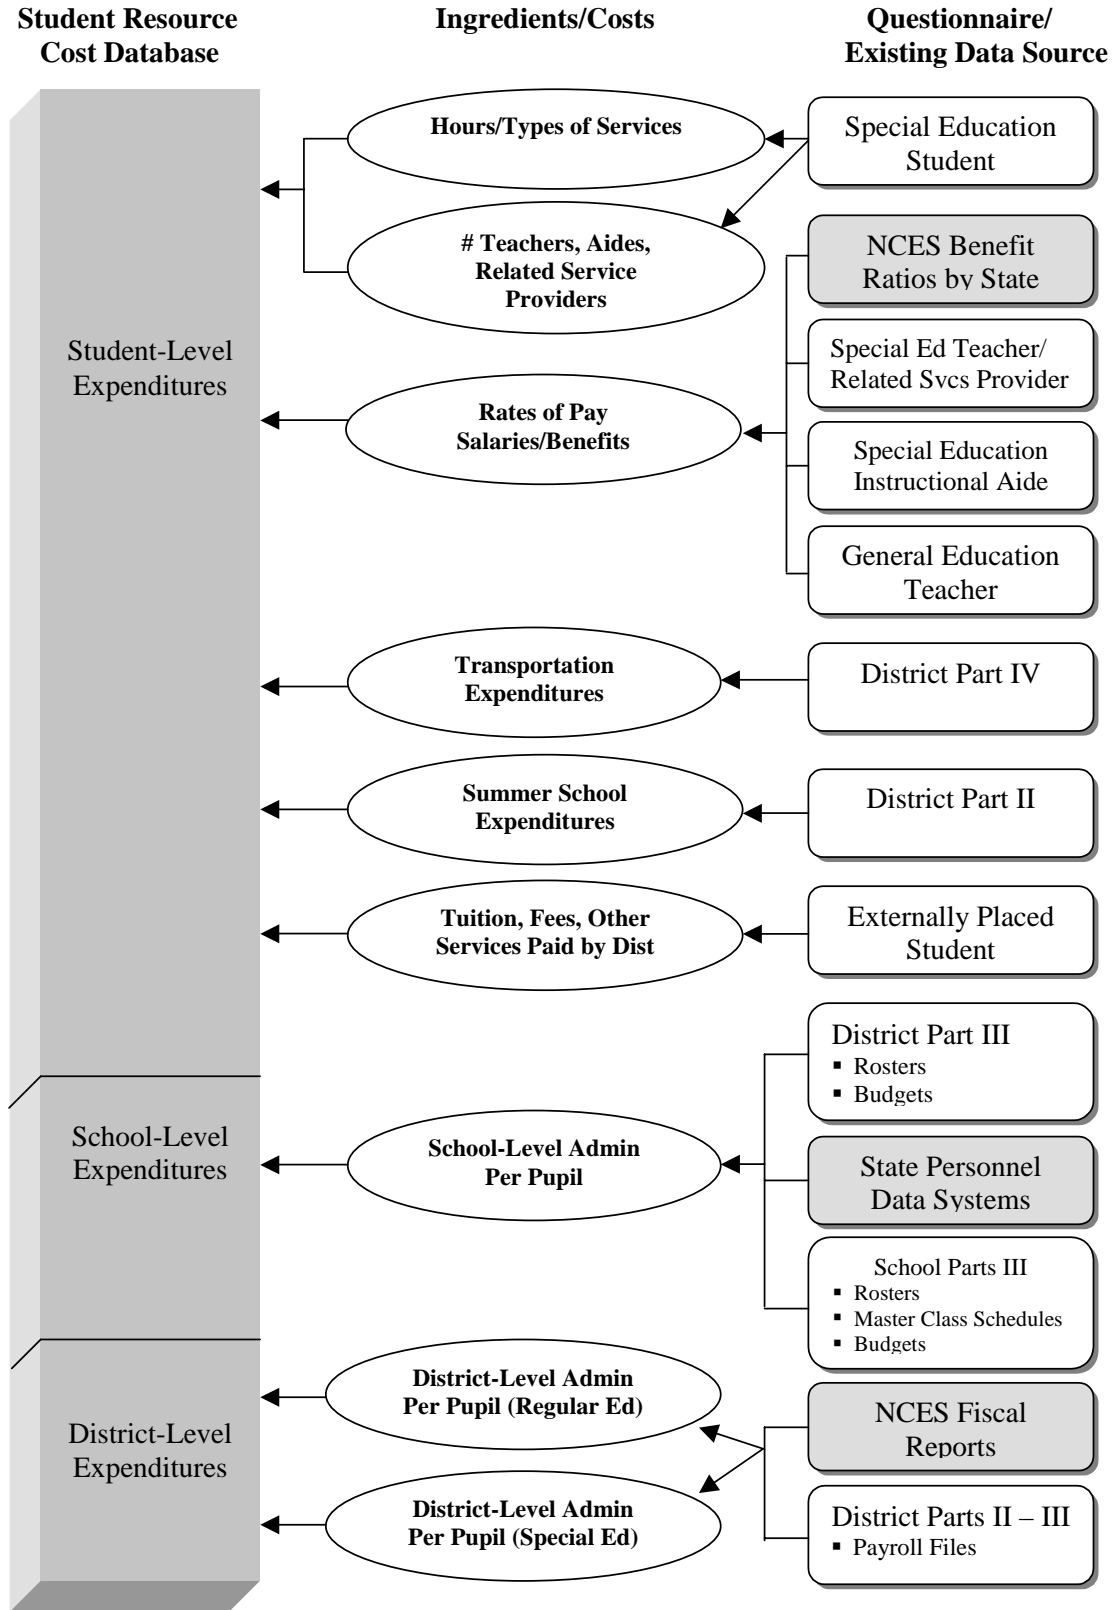 Student Resource
Cost Database
Ingredients/Costs
Questionnaire/
Existing Data Source
Student-Level
Expenditures
School-Level
Expenditures
District-Level
Expenditures
Hours/Types of Services
# Teachers, Aides,
Related Service
Providers
Rates of Pay
Salaries/Benefits
Transportation
Expenditures
Summer School
Expenditures
Tuition, Fees, Other
Services Paid by Dist
School-Level Admin
Per Pupil
District-Level Admin
Per Pupil (Regular Ed)
District-Level Admin
Per Pupil (Special Ed)
Special Education
Student
NCES Benefit
Ratios by State
Special Ed Teacher/
Related Svcs Provider
Special Education
Instructional Aide
General Education
Teacher
District Part IV
District Part II
Externally Placed
Student
District Part III
▪ Rosters
▪ Budgets
State Personnel
Data Systems
School Parts III
▪ Rosters
▪ Master Class Schedules
▪ Budgets
NCES Fiscal
Reports
District Parts II – III
▪ Payroll Files